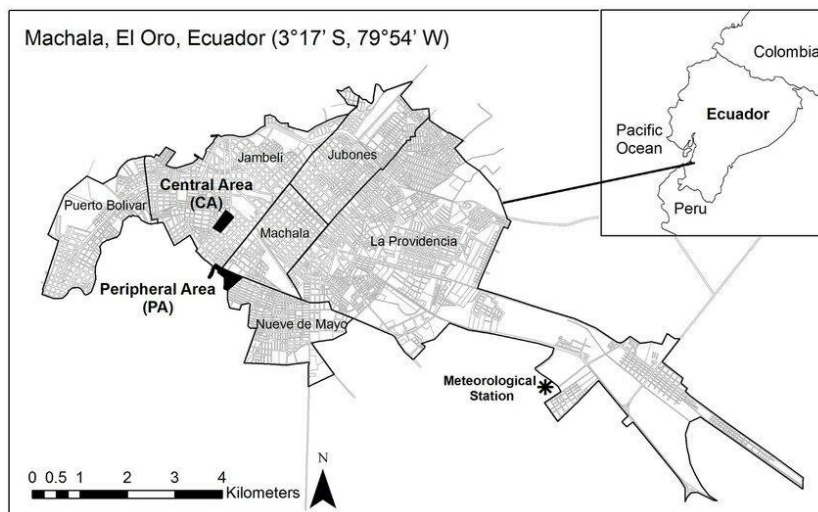 Machala, El Oro, Ecuador (3°17' S, 79°54' W)
Colombia
Ecuador
Pacific
Ocean
Peru
Jambelí
Jubones
Central Area
(CA)
Puerto Bolivar
Machala
La Providencia
Peripheral Area
(PA)
Nueve de Mayo
Meteorological
Station
N
0 0.5 1 2 3 4
Kilometers